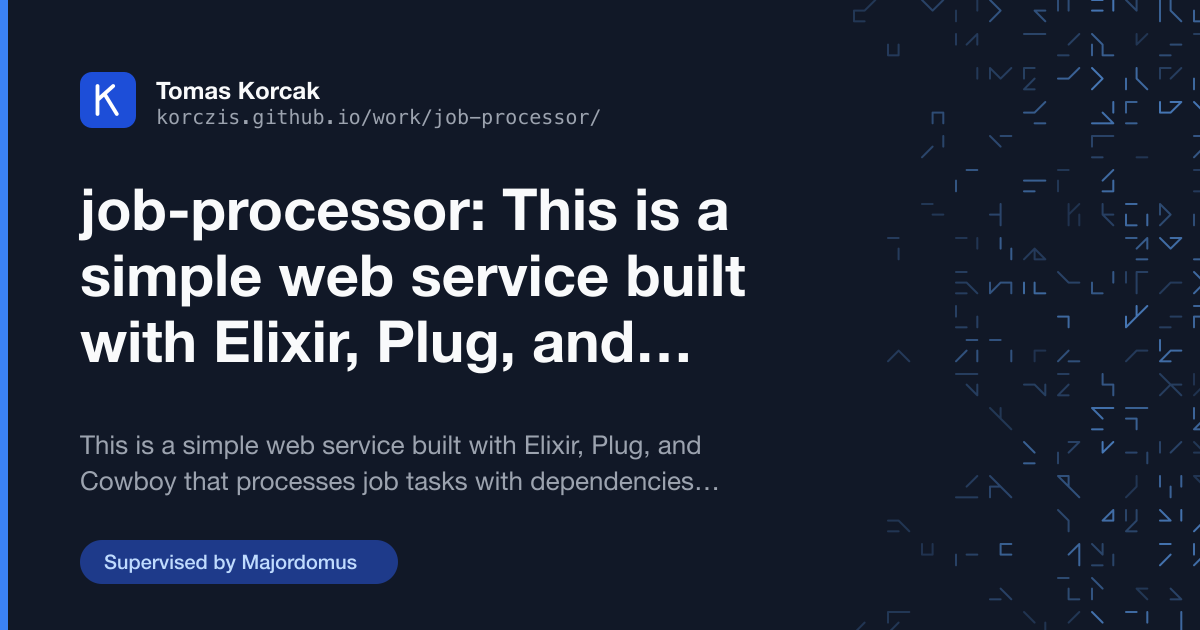 K
Tomas Korcak
korczis.github.io/work/job-processor/
job-processor: This is a
simple web service built
with Elixir, Plug, and...
This is a simple web service built with Elixir, Plug, and
Cowboy that processes job tasks with dependencies...
Supervised by Majordomus